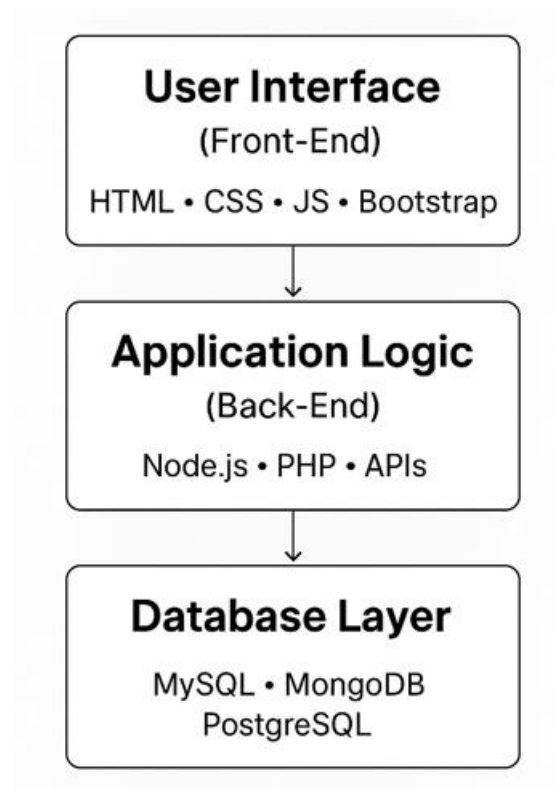 User Interface
(Front-End)
HTML • CSS • JS • Bootstrap
Application Logic
(Back-End)
Node.js • PHP • APIs
Database Layer
MySQL • MongoDB
PostgreSQL